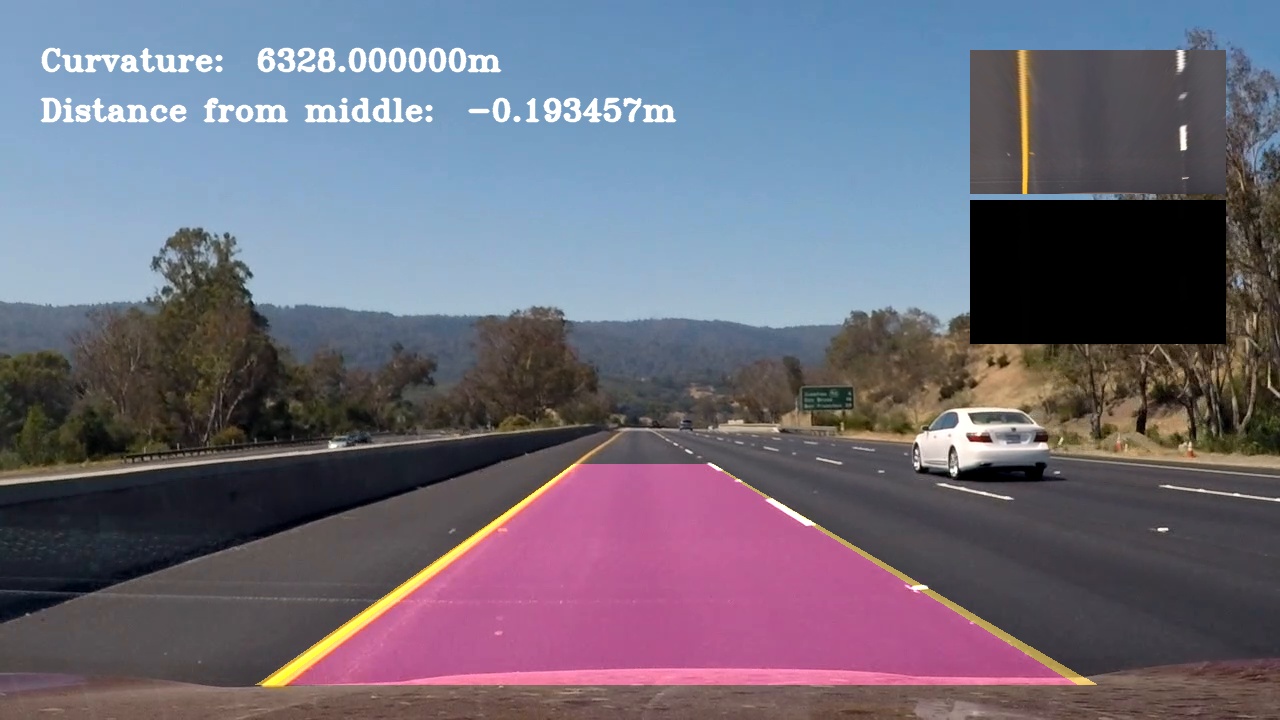 Curvature: 6328.000000m
Distance from middle: −0.193457m